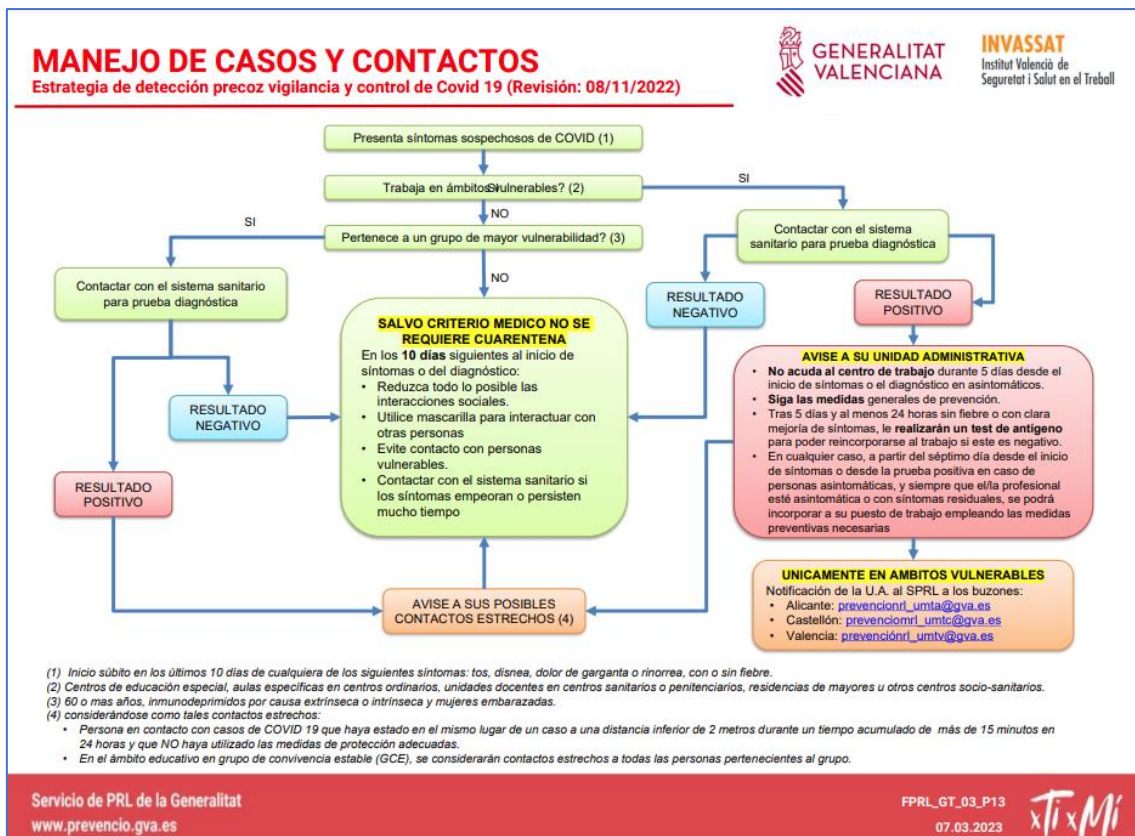 MANEJO DE CASOS Y CONTACTOS
Estrategia de detección precoz vigilancia y control de Covid 19 (Revisión: 08/11/2022)
GENERALITAT
VALENCIANA
INVASSAT
Institut Valencià de
Seguretat i Salut en el Treball
Presenta síntomas sospechosos de COVID (1)
Trabaja en ámbitos vulnerables? (2)
SI
NO
SI
Pertenece a un grupo de mayor vulnerabilidad? (3)
Contactar con el sistema
sanitario para prueba diagnóstica
NO
Contactar con el sistema sanitario
para prueba diagnóstica
RESULTADO
NEGATIVO
RESULTADO
POSITIVO
SALVO CRITERIO MEDICO NO SE
REQUIERE CUARENTENA
En los 10 días siguientes al inicio de
síntomas o del diagnóstico:
• Reduzca todo lo posible las
interacciones sociales.
• Utilice mascarilla para interactuar con
otras personas
• Evite contacto con personas
vulnerables.
• Contactar con el sistema sanitario si
los síntomas empeoran o persisten
mucho tiempo
RESULTADO
NEGATIVO
RESULTADO
POSITIVO
AVISE A SU UNIDAD ADMINISTRATIVA
• No acuda al centro de trabajo durante 5 días desde el
inicio de síntomas o el diagnóstico en asintomáticos.
• Siga las medidas generales de prevención.
• Tras 5 días y al menos 24 horas sin fiebre o con clara
mejoría de síntomas, le realizarán un test de antígeno
para poder reincorporarse al trabajo si este es negativo.
• En cualquier caso, a partir del séptimo día desde el inicio
de síntomas o desde la prueba positiva en caso de
personas asintomáticas, y siempre que el/la profesional
esté asintomática o con síntomas residuales, se podrá
incorporar a su puesto de trabajo empleando las medidas
preventivas necesarias
AVISE A SUS POSIBLES
CONTACTOS ESTRECHOS (4)
UNICAMENTE EN AMBITOS VULNERABLES
Notificación de la U.A. al SPRL a los buzones:
• Alicante: prevencionrl_umta@gva.es
• Castellón: prevenciomrl_umtc@gva.es
• Valencia: prevenciónrl_umtv@gva.es
(1) Inicio súbito en los últimos 10 días de cualquiera de los siguientes síntomas: tos, disnea, dolor de garganta o rinorrea, con o sin fiebre.
(2) Centros de educación especial, aulas específicas en centros ordinarios, unidades docentes en centros sanitarios o penitenciarios, residencias de mayores u otros centros socio-sanitarios.
(3) 60 o mas años, inmunodeprimidos por causa extrínseca o intrínseca y mujeres embarazadas.
(4) considerándose como tales contactos estrechos:
• Persona en contacto con casos de COVID 19 que haya estado en el mismo lugar de un caso a una distancia inferior de 2 metros durante un tiempo acumulado de más de 15 minutos en
24 horas y que NO haya utilizado las medidas de protección adecuadas.
• En el ámbito educativo en grupo de convivencia estable (GCE), se considerarán contactos estrechos a todas las personas pertenecientes al grupo.
Servicio de PRL de la Generalitat
www.prevencio.gva.es
FPRL_GT_03_P13
07.03.2023
xTi xMí